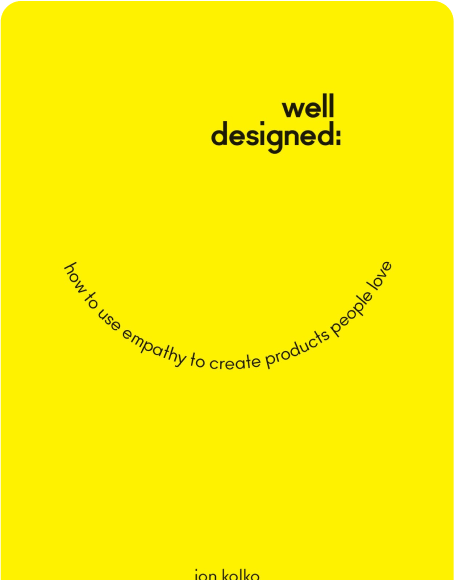 well
designed:
how to use empathy to create products people love
jon kolko